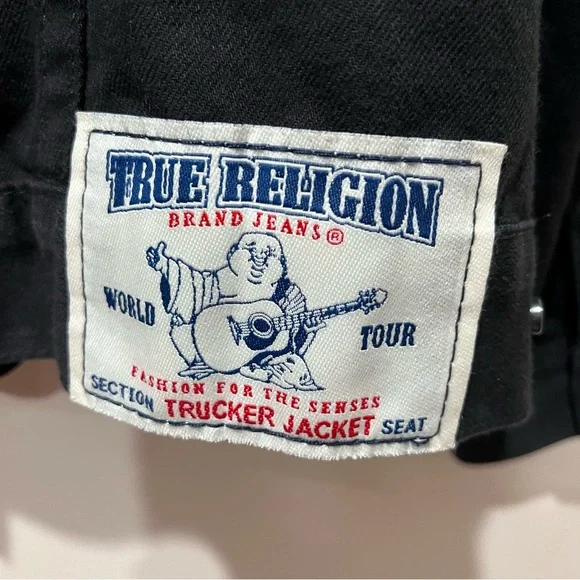 TRUE RELIGION
BRAND JEANS®
WORLD TOUR
FASHION FOR THE SENSES
SECTION TRUCKER JACKET SEAT